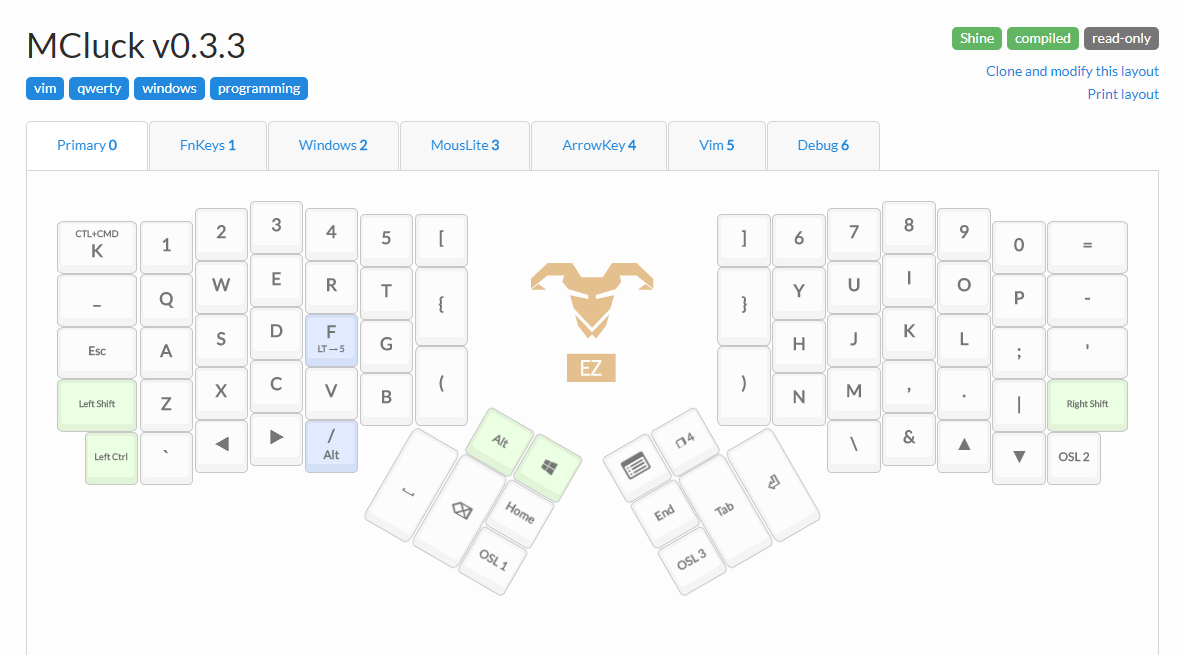 MCluck v0.3.3
Shine compiled read-only
vim qwerty windows programming
Clone and modify this layout
Print layout
Primary 0 FnKeys 1 Windows 2 MousLite 3 ArrowKey 4 Vim 5 Debug 6
CTL+CMD
K 1 2 3 4 5 [
] 6 7 8 9 0 =
_ Q W E R T {
} Y U I O P -
Esc A S D F G
LT→5
H J K L ; '
Left Shift Z X C V B (
) N M , . | Right Shift
Left Ctrl ` ◀ ▶ /
Alt
\ & ▲ ▼ OSL 2
EZ
Alt
Home
OSL 1
4
End
Tab
OSL 3